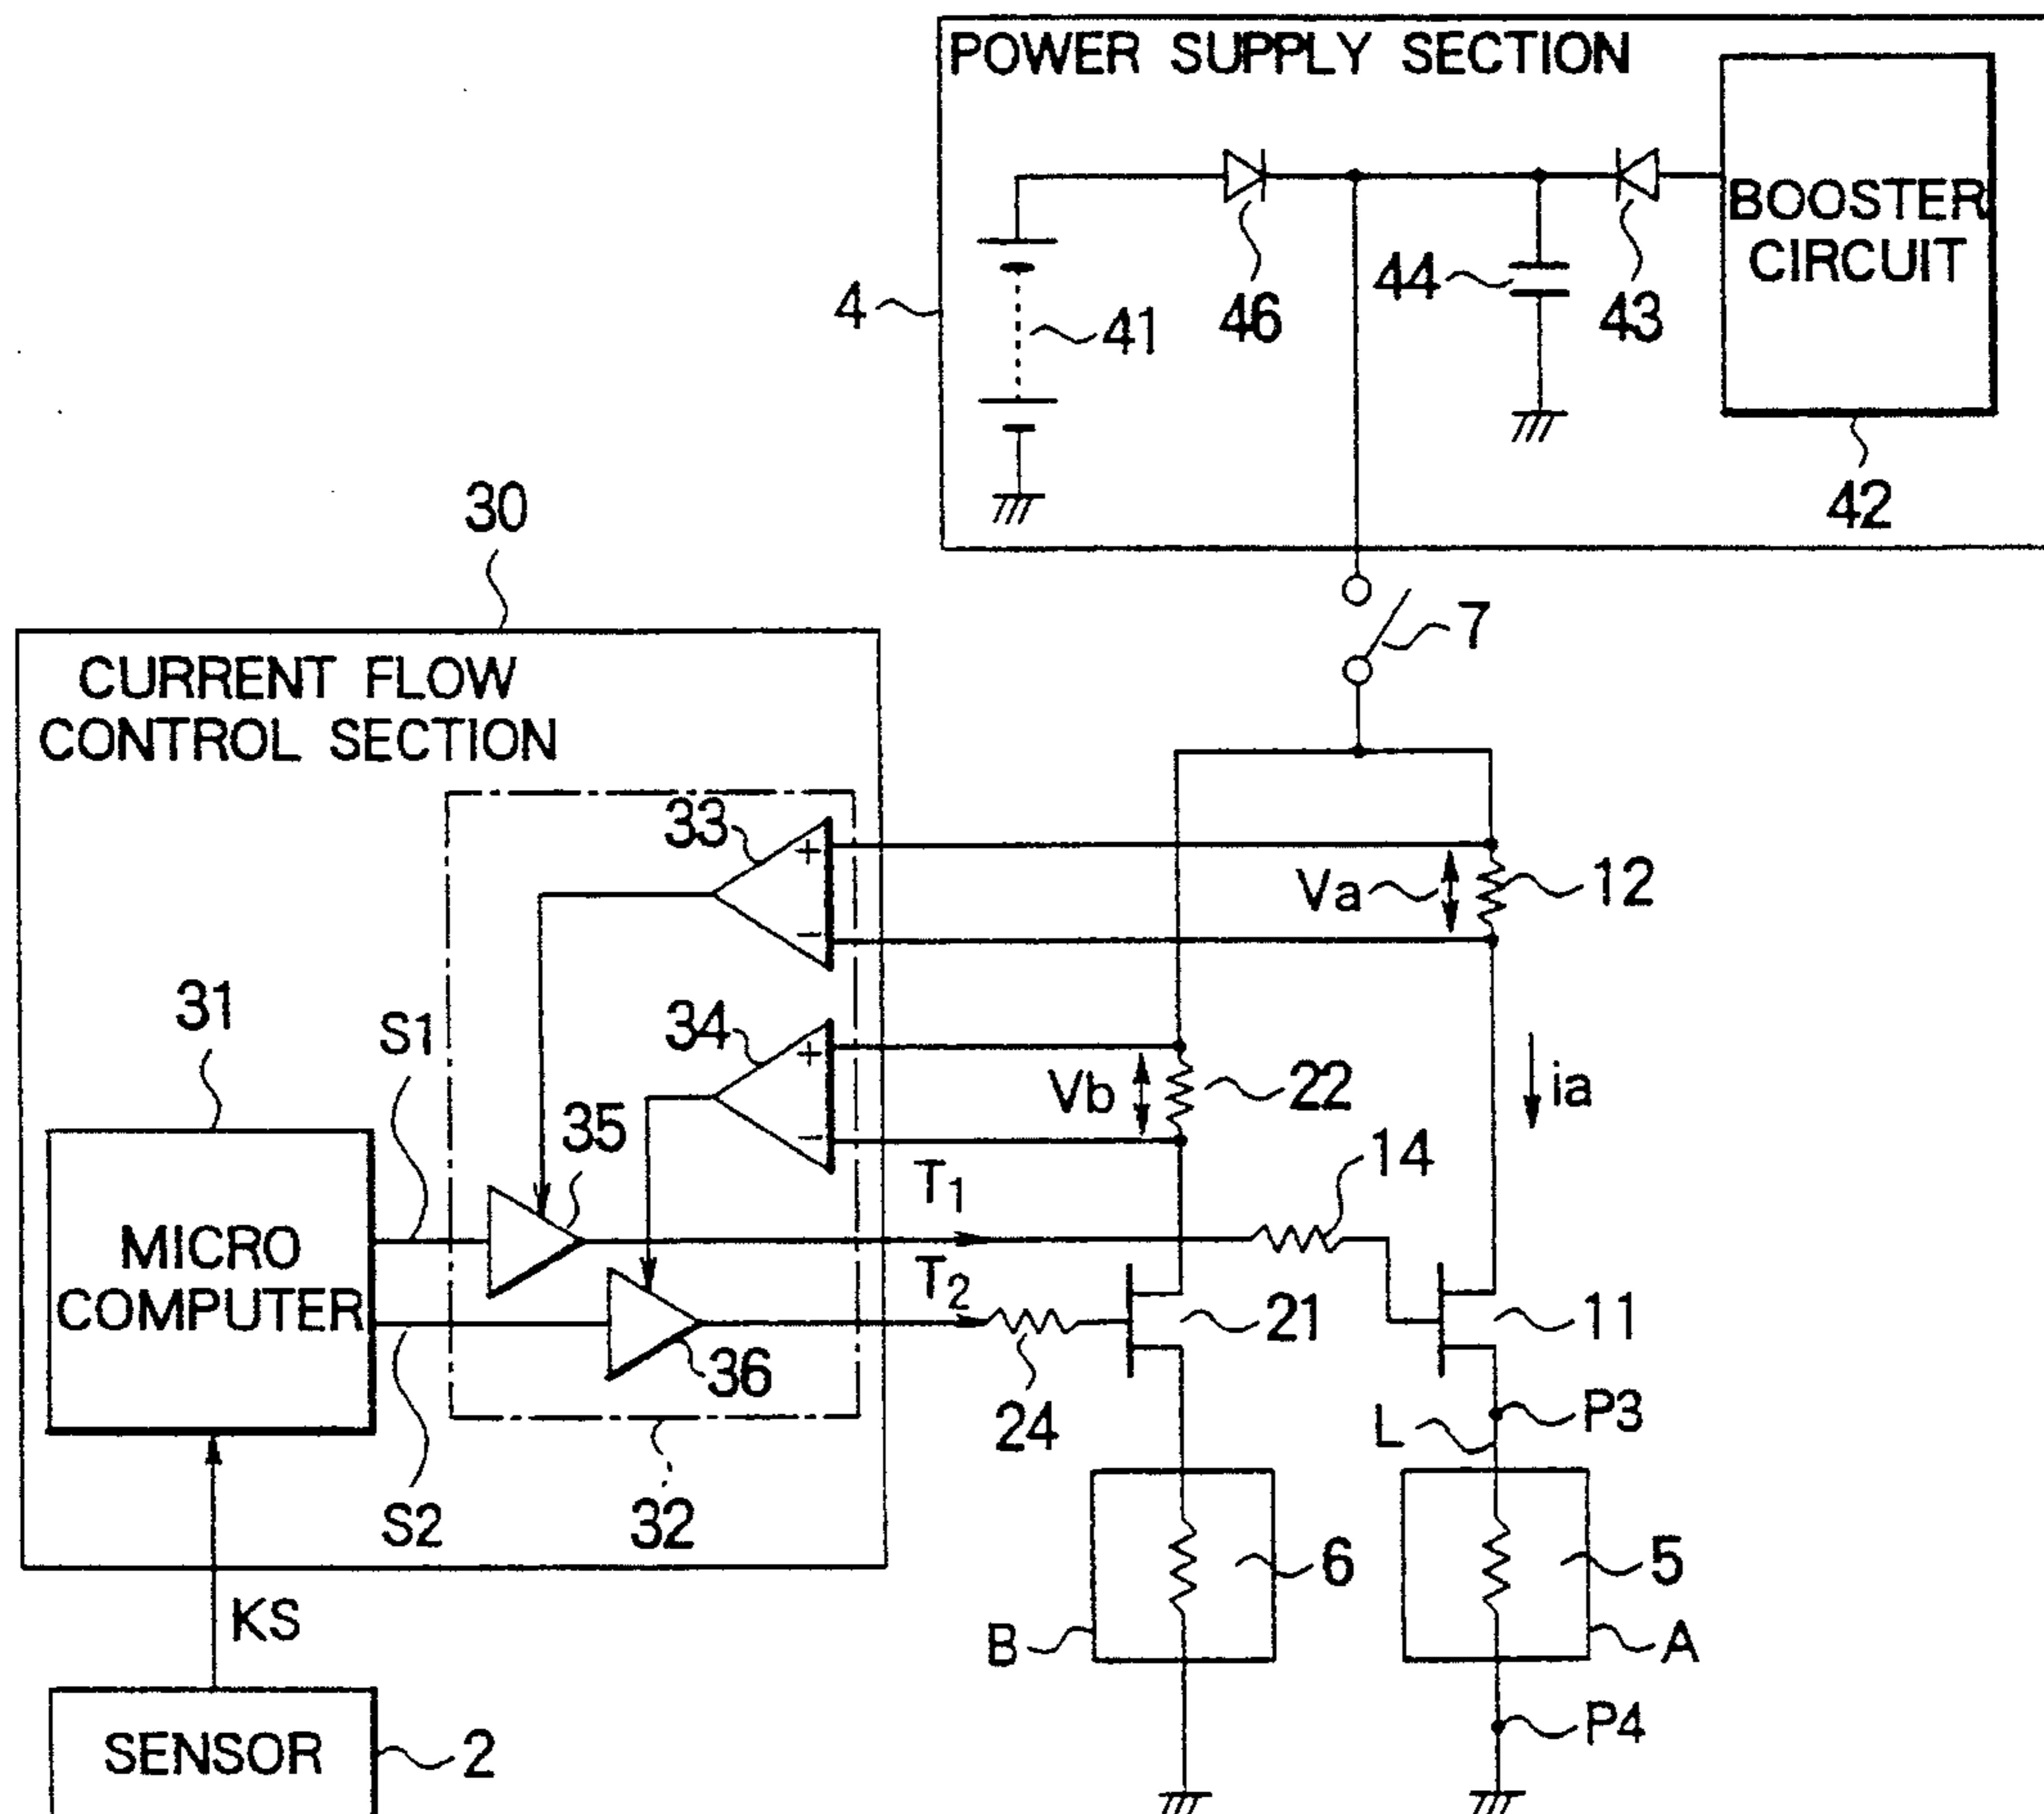 POWER SUPPLY SECTION
BOOSTER
CIRCUIT
4
41
46
44
43
42
30
7
CURRENT FLOW
CONTROL SECTION
33
+
−
Va
12
31
S1
34
+
−
Vb
22
ia
35
T1
14
MICRO
COMPUTER
T2
21
11
36
24
P3
L
S2
32
6
5
KS
B
A
P4
SENSOR
2